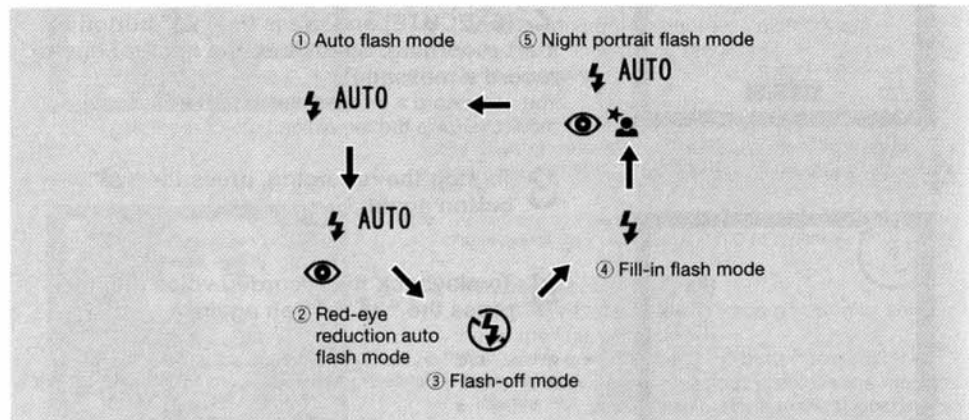 ① Auto flash mode
⑤ Night portrait flash mode
AUTO
AUTO
AUTO
④ Fill-in flash mode
② Red-eye
reduction auto
flash mode
③ Flash-off mode